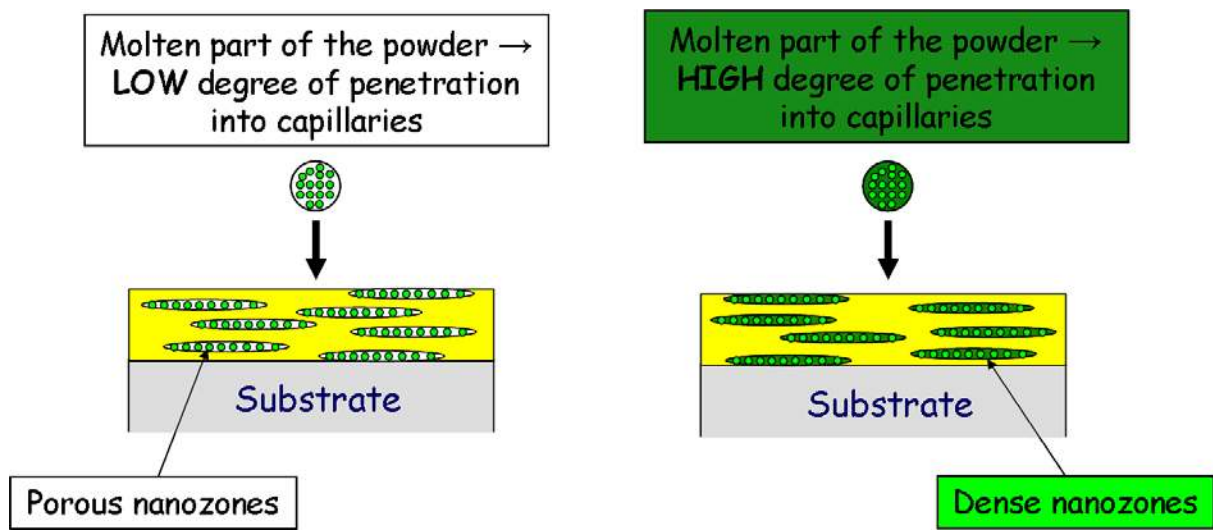 Molten part of the powder →
LOW degree of penetration
into capillaries
Molten part of the powder →
HIGH degree of penetration
into capillaries
Substrate
Substrate
Porous nanozones
Dense nanozones